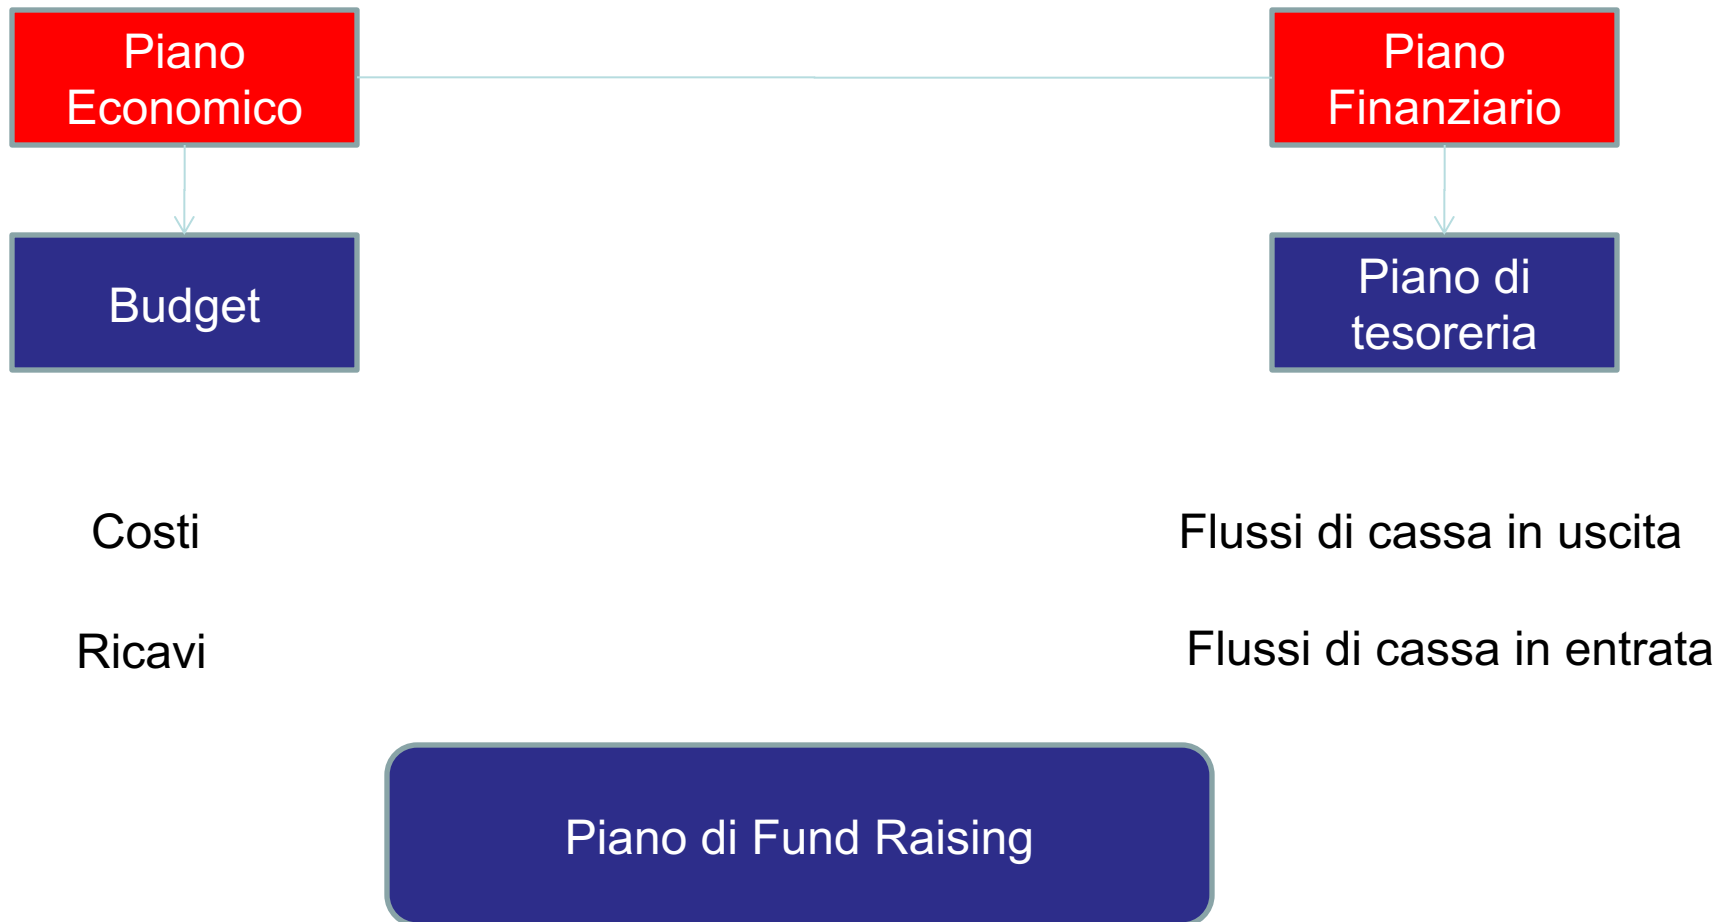 Piano
Economico
Piano
Finanziario
Budget
Piano di
tesoreria
Costi
Flussi di cassa in uscita
Ricavi
Flussi di cassa in entrata
Piano di Fund Raising